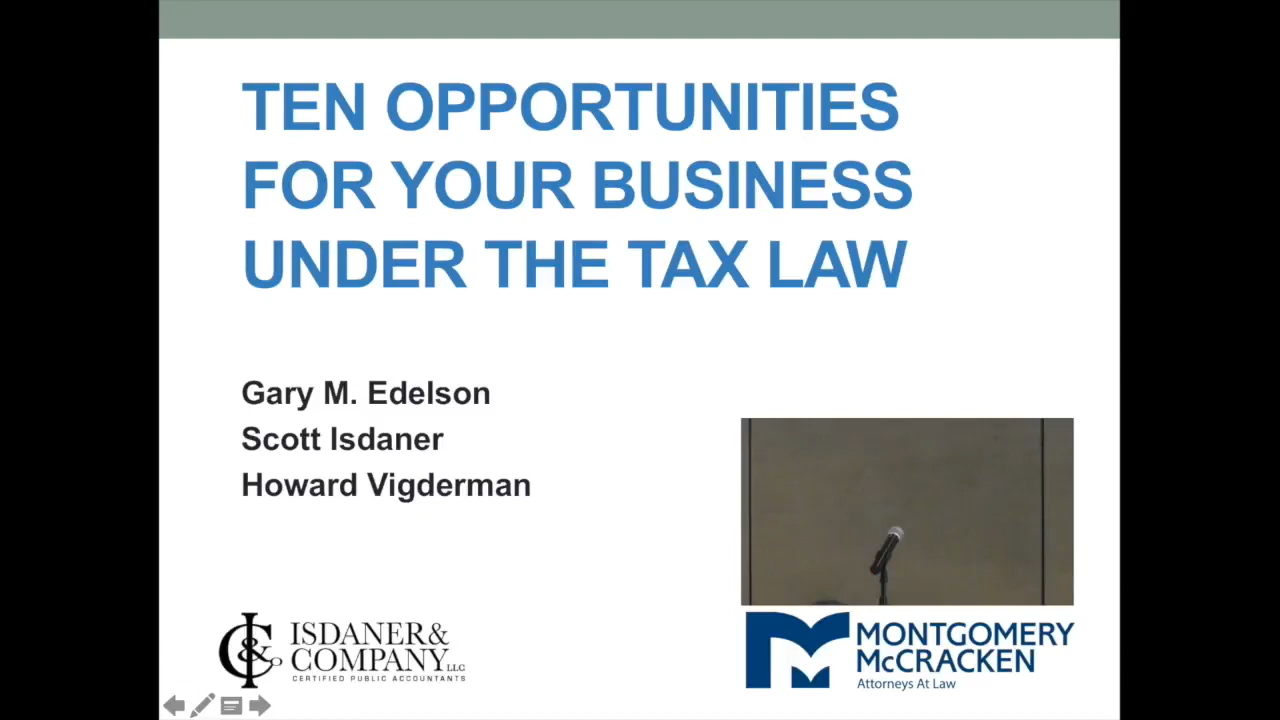 TEN OPPORTUNITIES
FOR YOUR BUSINESS
UNDER THE TAX LAW
Gary M. Edelson
Scott Isdaner
Howard Vigderman
IC&
ISDANER&
COMPANY LLC
CERTIFIED PUBLIC ACCOUNTANTS
M
MONTGOMERY
McCRACKEN
Attorneys At Law